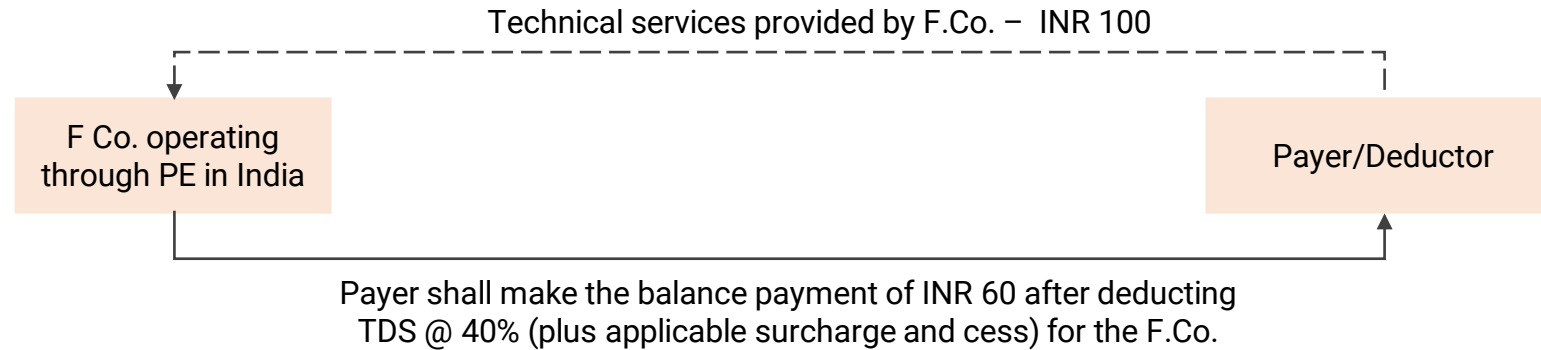 Technical services provided by F.Co. – INR 100
F Co. operating
through PE in India
Payer/Deductor
Payer shall make the balance payment of INR 60 after deducting
TDS @ 40% (plus applicable surcharge and cess) for the F.Co.